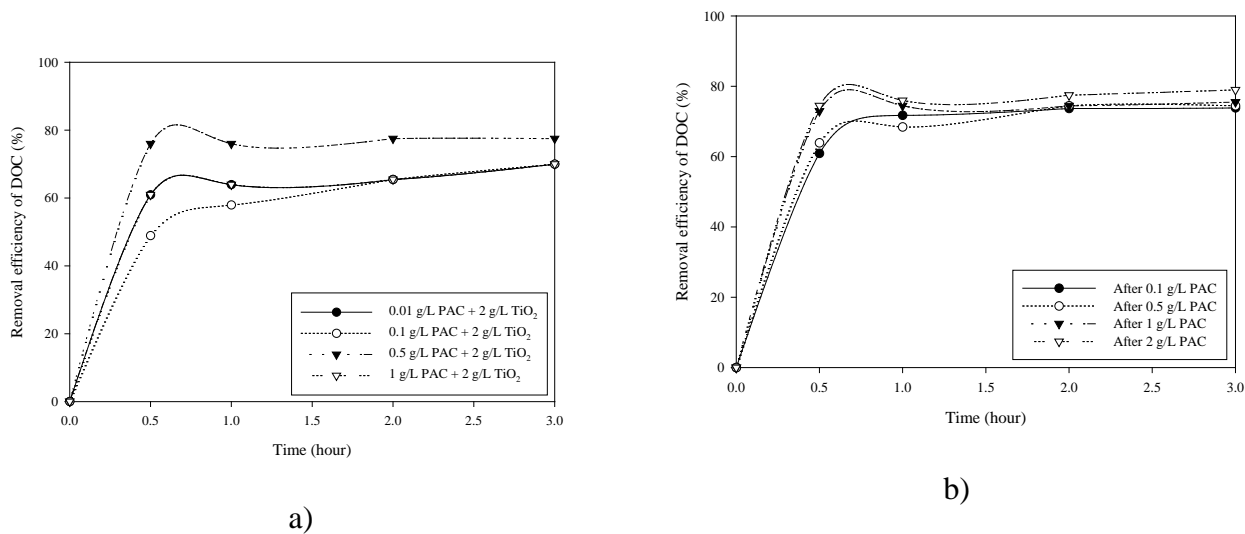 100
80
60
40
20
0
Removal efficiency of DOC (%)
0.01 g/L PAC + 2 g/L TiO2
0.1 g/L PAC + 2 g/L TiO2
0.5 g/L PAC + 2 g/L TiO2
1 g/L PAC + 2 g/L TiO2
0.0 0.5 1.0 1.5 2.0 2.5 3.0
Time (hour)
a)
100
80
60
40
20
0
Removal efficiency of DOC (%)
After 0.1 g/L PAC
After 0.5 g/L PAC
After 1 g/L PAC
After 2 g/L PAC
0.0 0.5 1.0 1.5 2.0 2.5 3.0
Time (hour)
b)